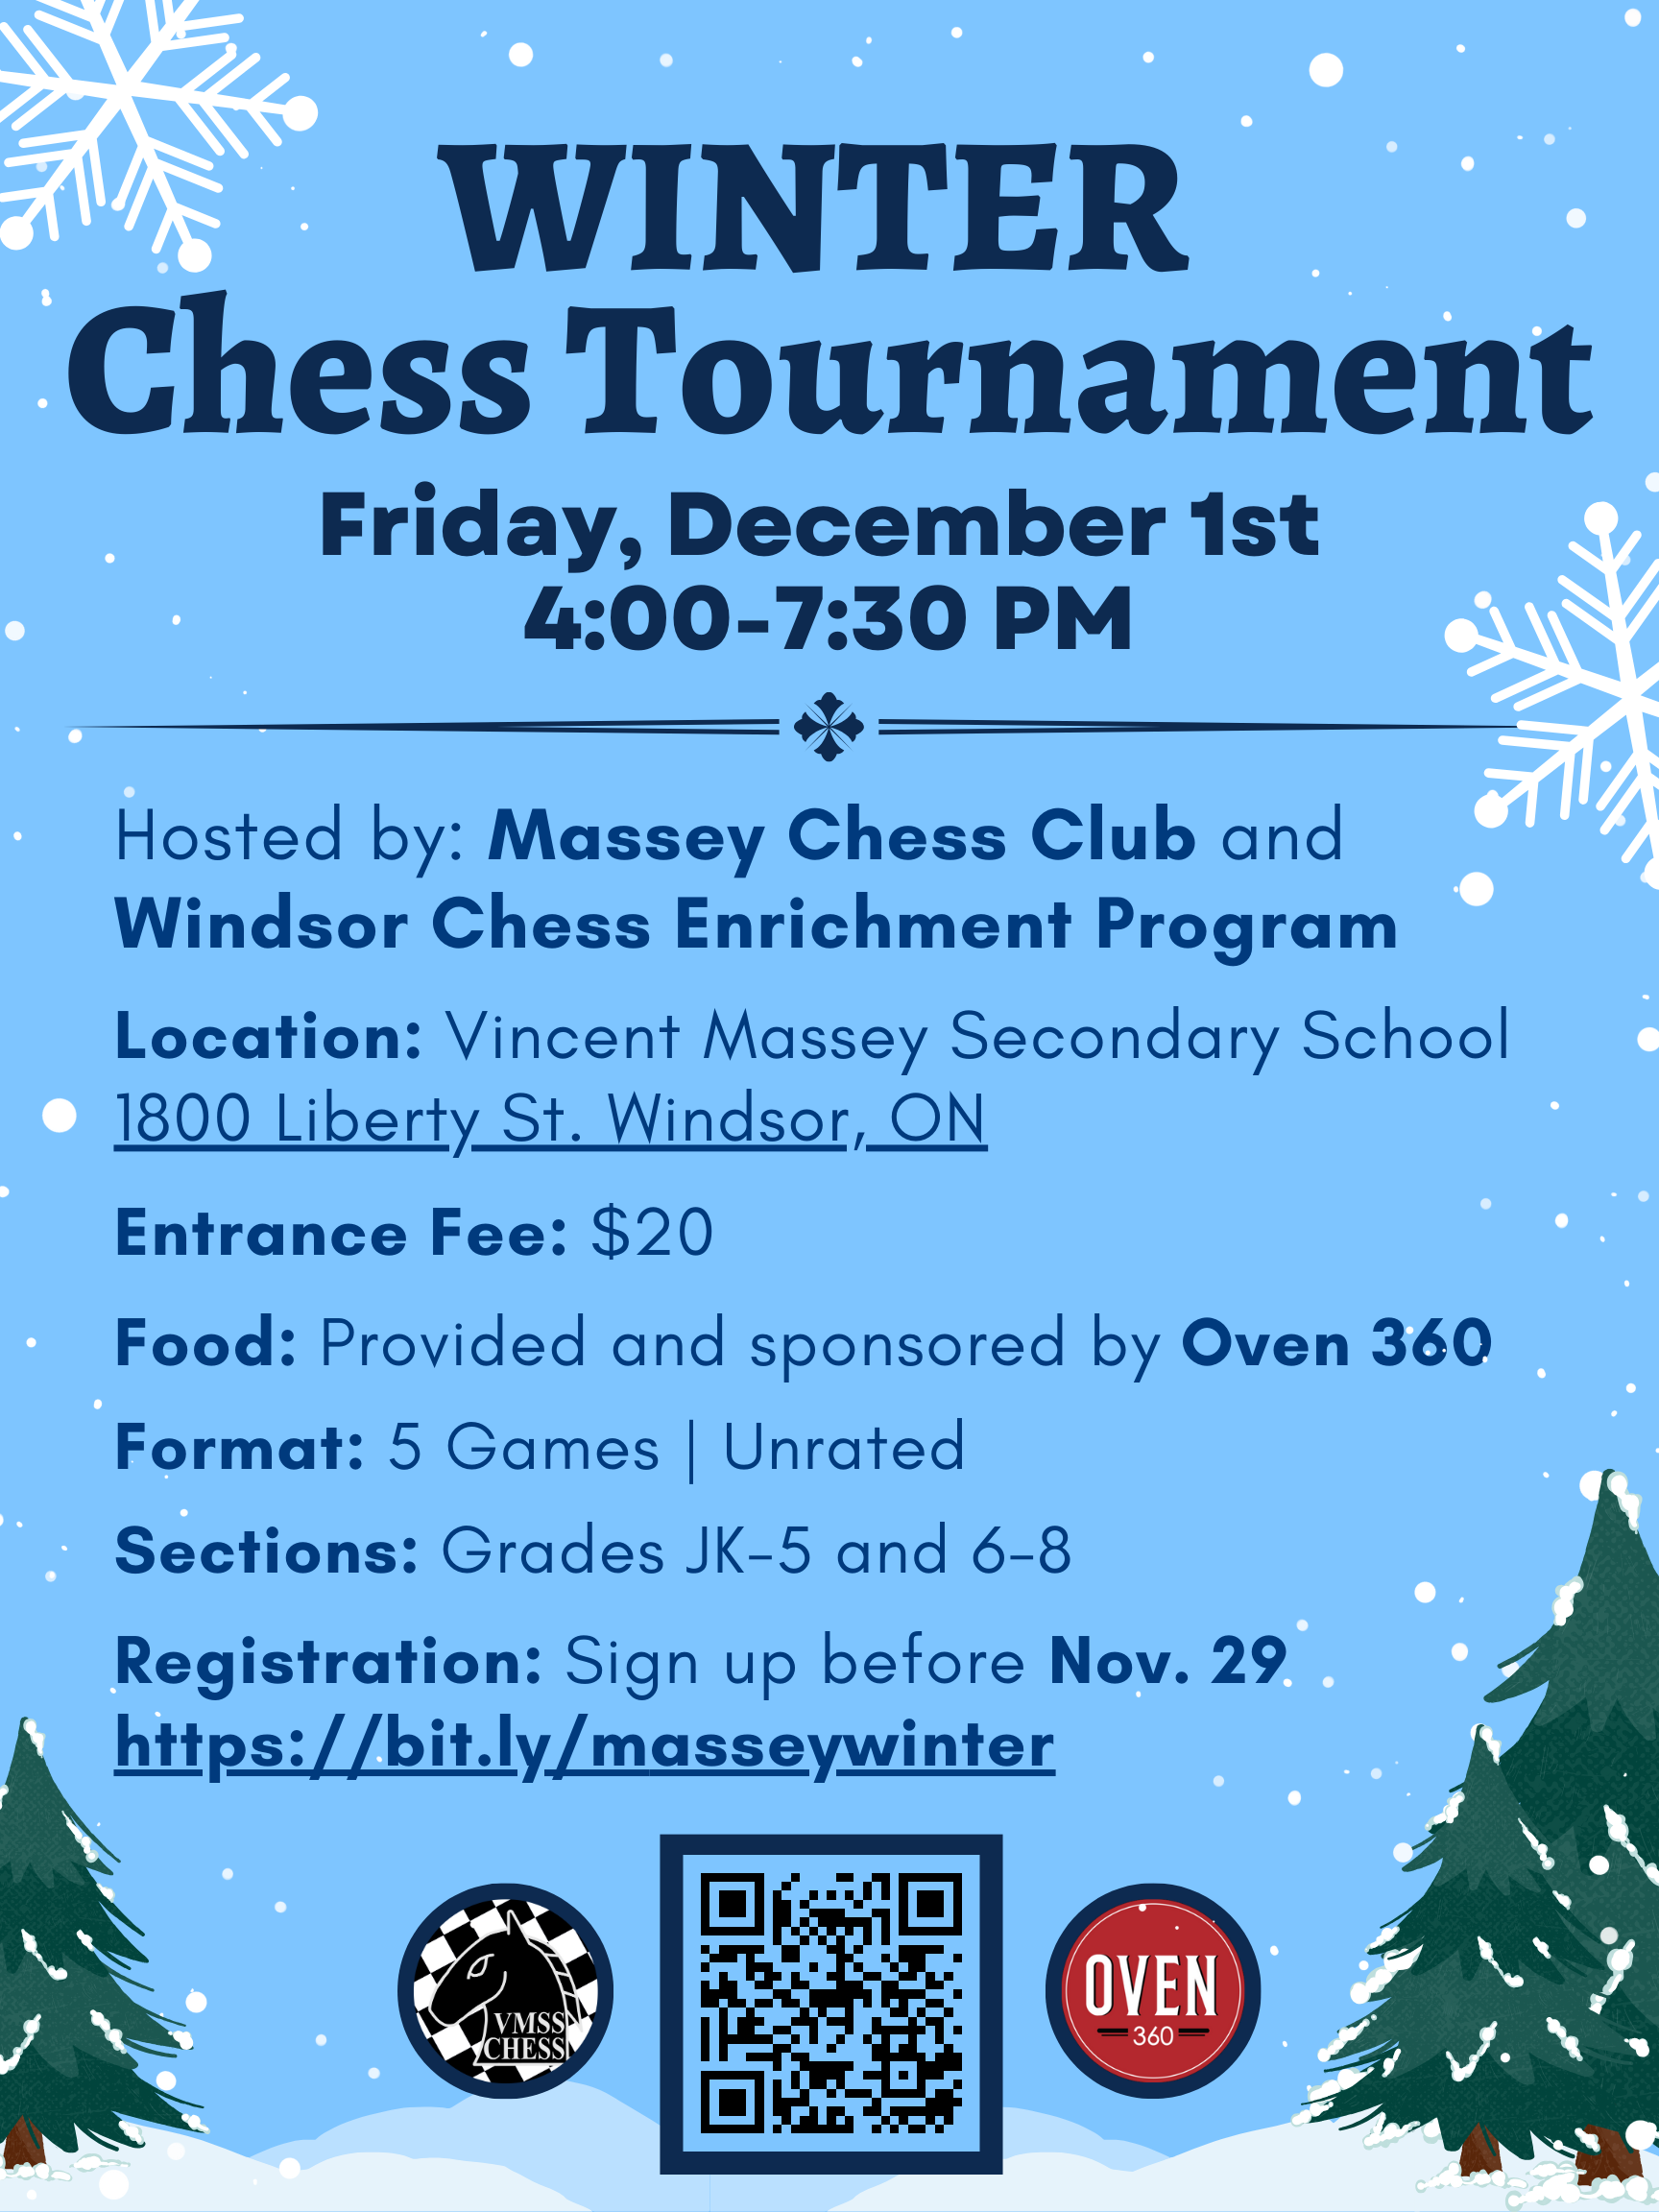 WINTER
Chess Tournament
Friday, December 1st
4:00-7:30 PM
Hosted by: Massey Chess Club and
Windsor Chess Enrichment Program
Location: Vincent Massey Secondary School
1800 Liberty St. Windsor, ON
Entrance Fee: $20
Food: Provided and sponsored by Oven 360
Format: 5 Games | Unrated
Sections: Grades JK-5 and 6-8
Registration: Sign up before Nov. 29
https://bit.ly/masseywinter
VMSS
CHESS
OVEN
360